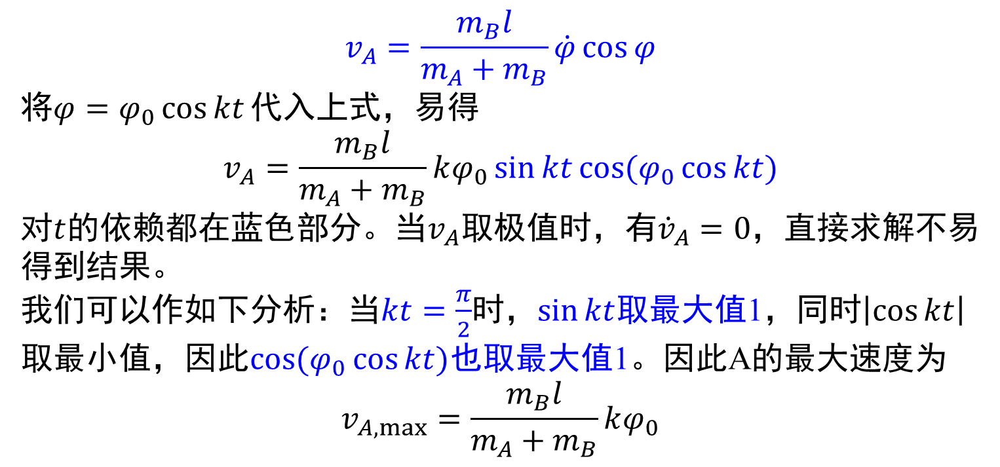 $v_A = \frac{m_B l}{m_A + m_B} \dot{\varphi} \cos \varphi$
将$\varphi = \varphi_0 \cos kt$ 代入上式，易得
$v_A = \frac{m_B l}{m_A + m_B} k\varphi_0 \sin kt \cos(\varphi_0 \cos kt)$
对$t$的依赖都在蓝色部分。当$v_A$取极值时，有$\dot{v}_A = 0$，直接求解不易
得到结果。
我们可以作如下分析：当$kt = \frac{\pi}{2}$时，$\sin kt$取最大值1，同时$|\cos kt|$
取最小值，因此$\cos(\varphi_0 \cos kt)$也取最大值1。因此A的最大速度为
$v_{A,\max} = \frac{m_B l}{m_A + m_B} k\varphi_0$